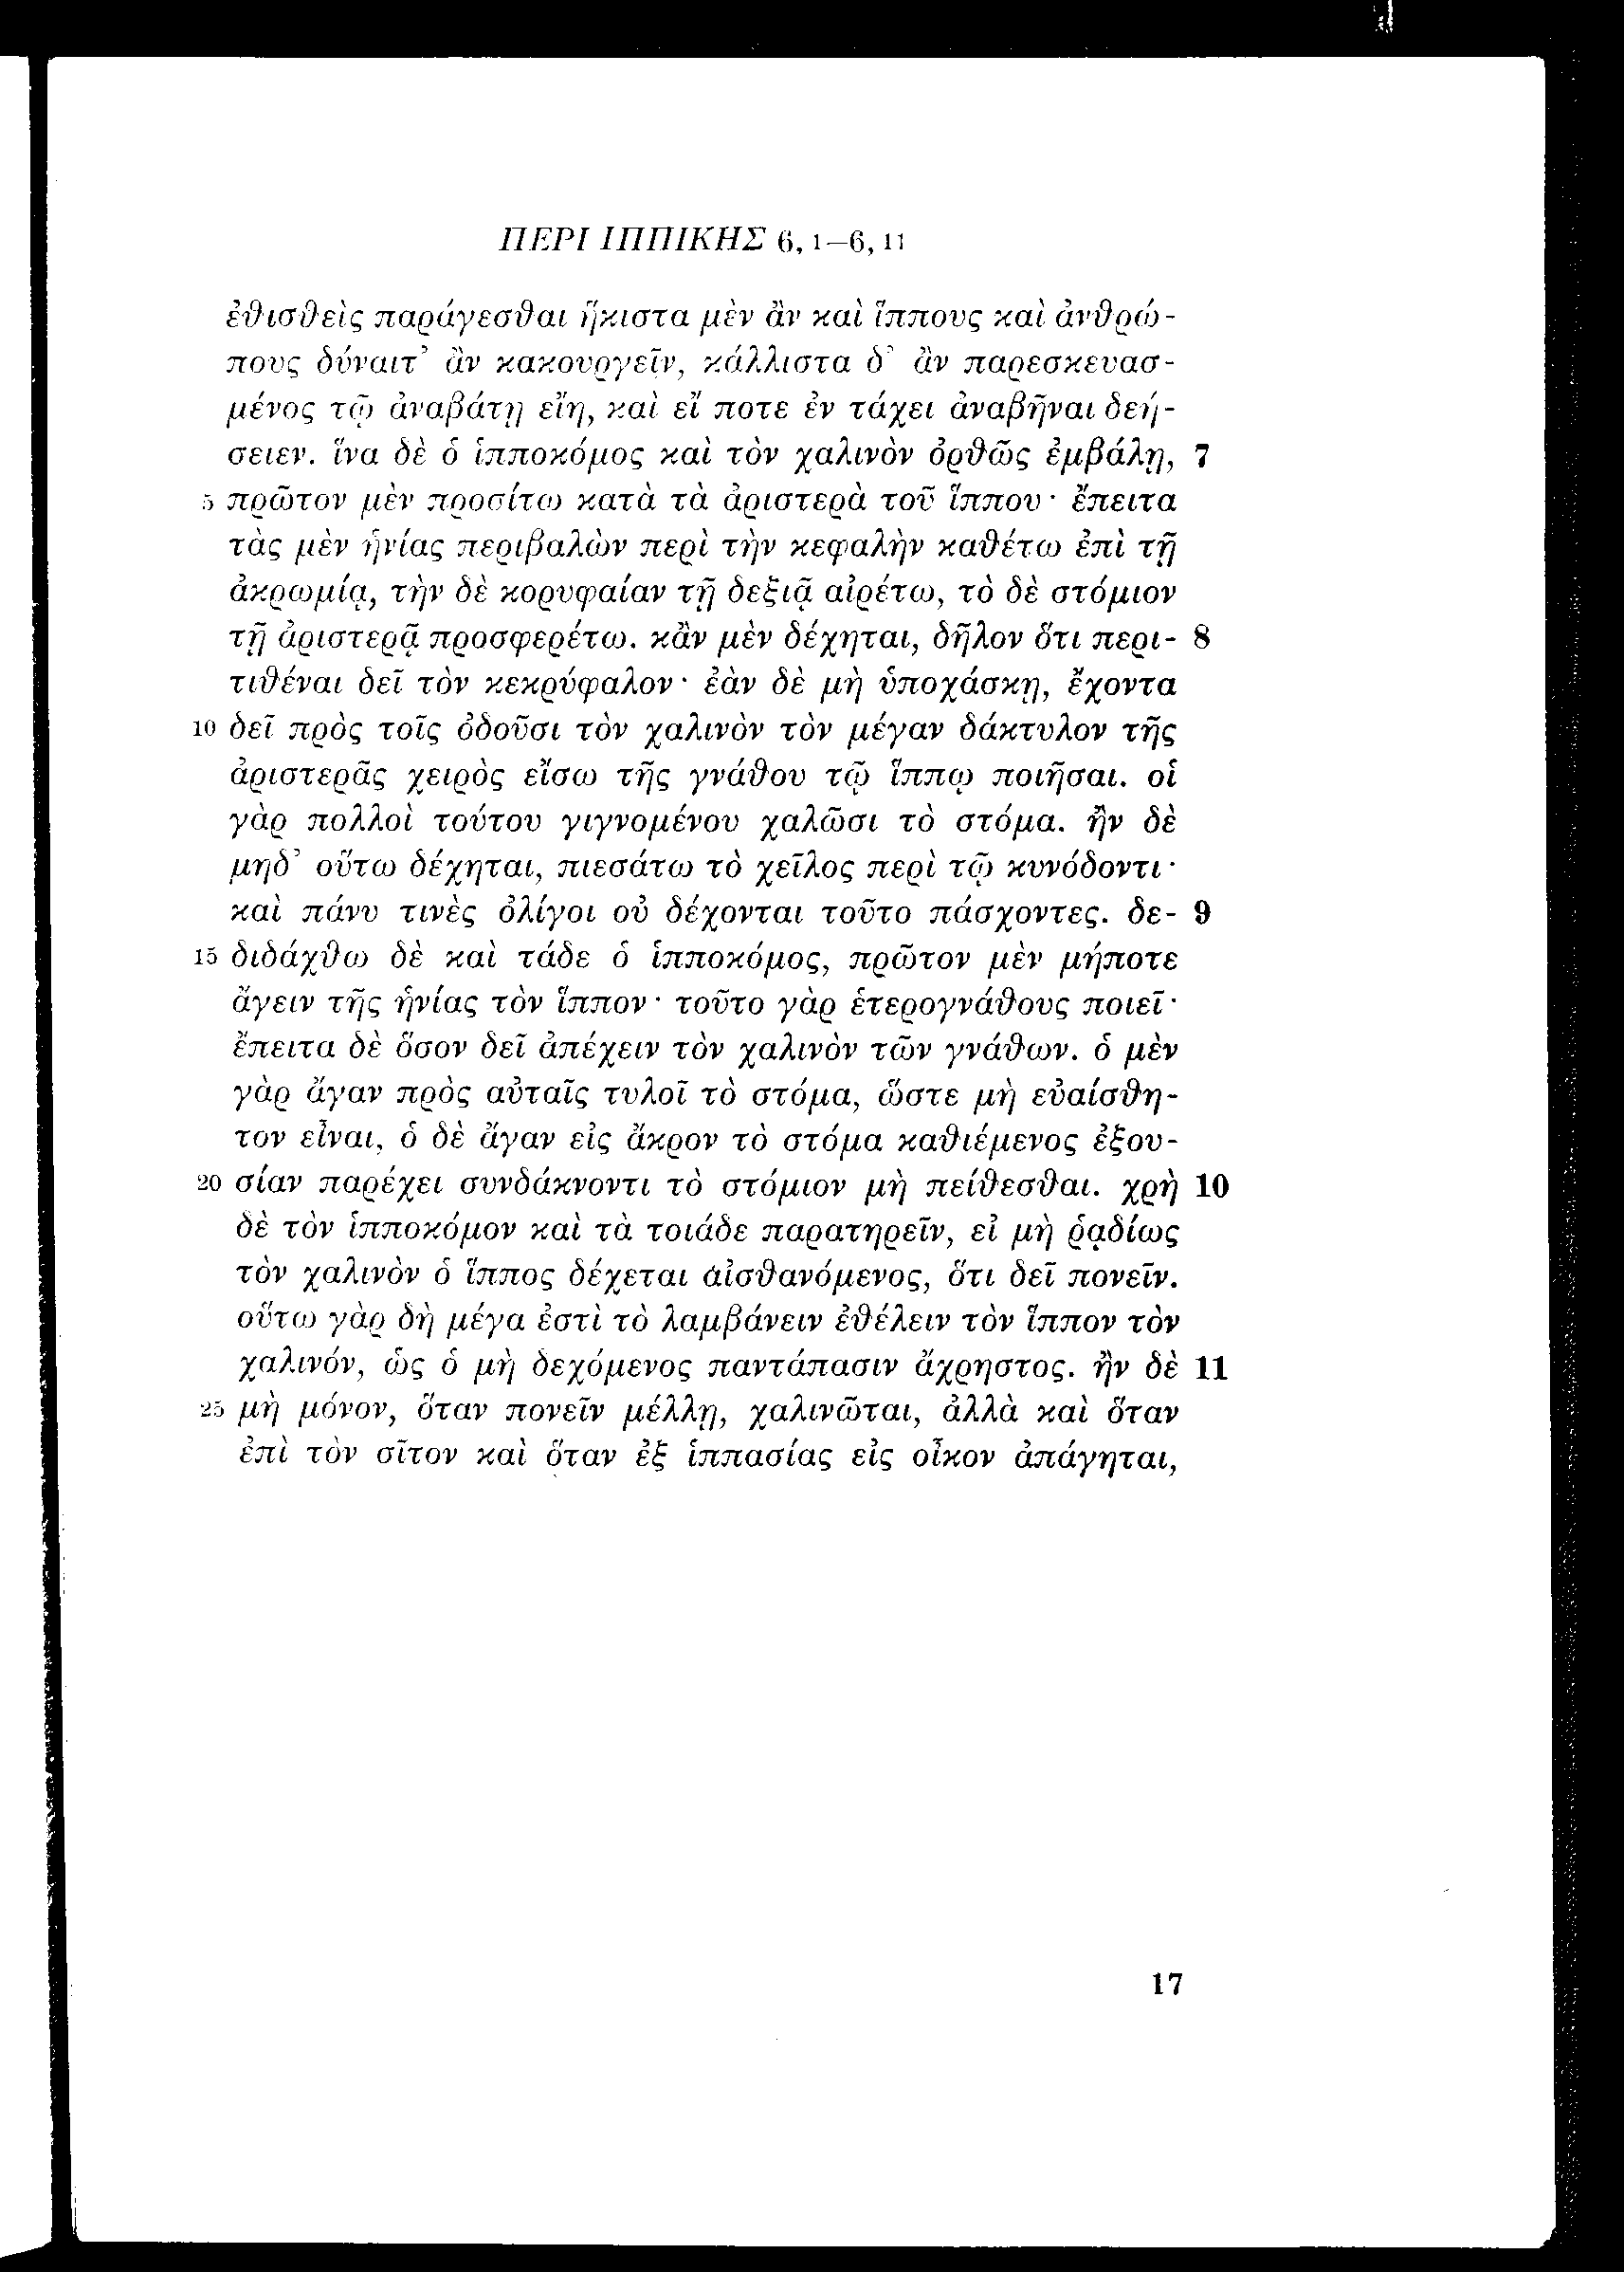 ΠΕΡΙ ΙΠΠΙΚΗΣ 6, 1–6, 11
ἐθισθεὶς παράγεσθαι ἥκιστα μὲν ἂν καὶ ἵππους καὶ ἀνθρώ-
πους δύναιτ’ ἂν κακουργεῖν, κάλλιστα δ’ ἂν παρεσκευασ-
μένος τῷ ἀναβάτῃ εἴη, καὶ εἴ ποτε ἐν τάχει ἀναβῆναι δεή-
σειεν. ἵνα δὲ ὁ ἱπποκόμος καὶ τὸν χαλινὸν ὀρθῶς ἐμβάλῃ, 7
5 πρῶτον μὲν προσίτω κατὰ τὰ ἀριστερὰ τοῦ ἵππου· ἔπειτα
τὰς μὲν ἡνίας περιβαλὼν περὶ τὴν κεφαλὴν καθέτω ἐπὶ τῇ
ἀκρωμίᾳ, τὴν δὲ κορυφαίαν τῇ δεξιᾷ αἰρέτω, τὸ δὲ στόμιον
τῇ ἀριστερᾷ προσφερέτω. κἂν μὲν δέχηται, δῆλον ὅτι περι- 8
τιθέναι δεῖ τὸν κεκρύφαλον· ἐὰν δὲ μὴ ὑποχάσκῃ, ἔχοντα
10 δεῖ πρὸς τοῖς ὀδοῦσι τὸν χαλινὸν τὸν μέγαν δάκτυλον τῆς
ἀριστερᾶς χειρὸς εἴσω τῆς γνάθου τῷ ἵππῳ ποιῆσαι. οἱ
γὰρ πολλοὶ τούτου γιγνομένου χαλῶσι τὸ στόμα. ἢν δὲ
μηδ’ οὕτω δέχηται, πιεσάτω τὸ χεῖλος περὶ τῷ κυνόδοντι·
καὶ πάνυ τινὲς ὀλίγοι οὐ δέχονται τοῦτο πάσχοντες. δε- 9
15 διδάχθω δὲ καὶ τάδε ὁ ἱπποκόμος, πρῶτον μὲν μήποτε
ἄγειν τῆς ἡνίας τὸν ἵππον· τοῦτο γὰρ ἑτερογνάθους ποιεῖ·
ἔπειτα δὲ ὅσον δεῖ ἀπέχειν τὸν χαλινὸν τῶν γνάθων. ὁ μὲν
γὰρ ἄγαν πρὸς αὐταῖς τυλοῖ τὸ στόμα, ὥστε μὴ εὐαίσθη-
τον εἶναι, ὁ δὲ ἄγαν εἰς ἄκρον τὸ στόμα καθιέμενος ἐξου-
20 σίαν παρέχει συνδάκνοντι τὸ στόμιον μὴ πείθεσθαι. χρὴ 10
δὲ τὸν ἱπποκόμον καὶ τὰ τοιάδε παρατηρεῖν, εἰ μὴ ῥᾳδίως
τὸν χαλινὸν ὁ ἵππος δέχεται αἰσθανόμενος, ὅτι δεῖ πονεῖν.
οὕτω γὰρ δὴ μέγα ἐστὶ τὸ λαμβάνειν ἐθέλειν τὸν ἵππον τὸν
χαλινόν, ὡς ὁ μὴ δεχόμενος παντάπασιν ἄχρηστος. ἢν δὲ 11
25 μὴ μόνον, ὅταν πονεῖν μέλλῃ, χαλινῶται, ἀλλὰ καὶ ὅταν
ἐπὶ τὸν σῖτον καὶ ὅταν ἐξ ἱππασίας εἰς οἶκον ἀπάγηται,
17